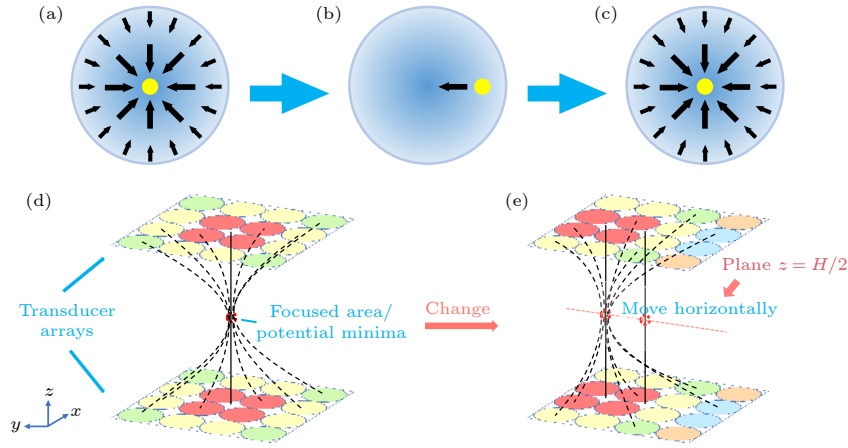 (a)
(b)
(c)
(d)
(e)
Plane z = H/2
Transducer
arrays
Focused area/
potential minima
Change
Move horizontally
z
y
x